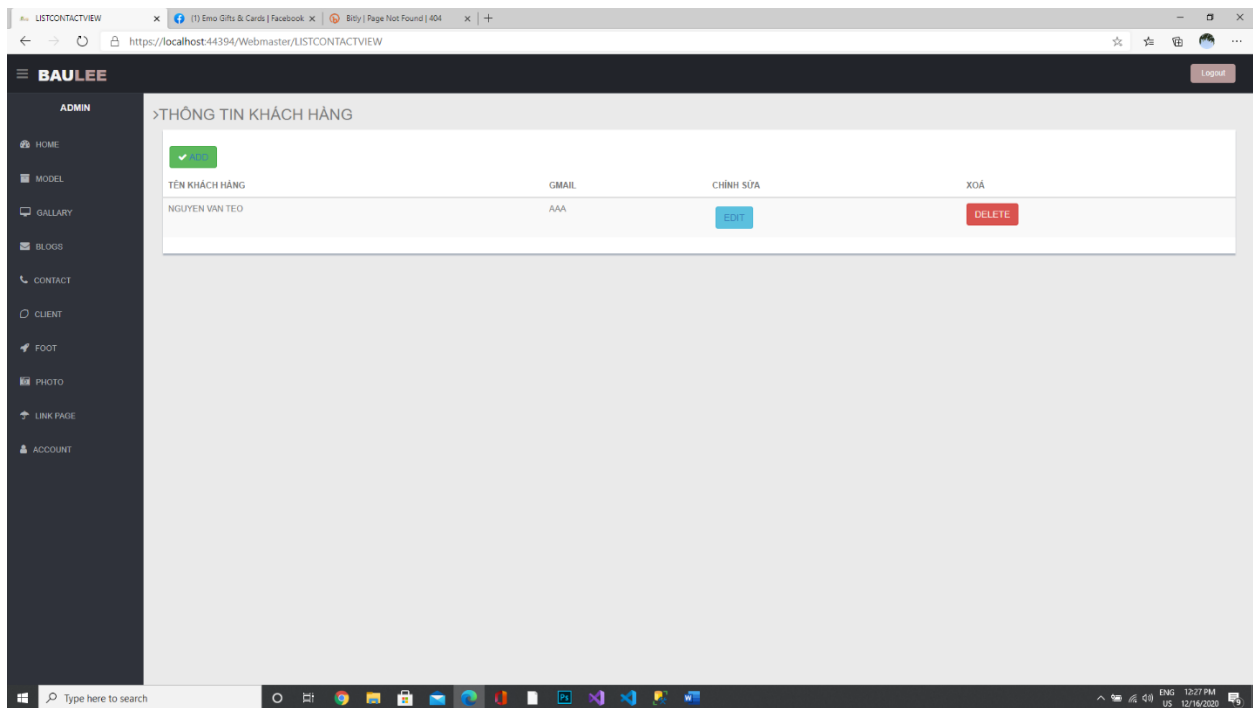 LISTCONTACTVIEW
(1) Emo Gifts & Cards | Facebook
Bitly | Page Not Found | 404
https://localhost:44394/Webmaster/LISTCONTACTVIEW
BAULEE
Logout
ADMIN
>THÔNG TIN KHÁCH HÀNG
HOME
MODEL
GALLARY
BLOGS
CONTACT
CLIENT
FOOT
PHOTO
LINK PAGE
ACCOUNT
ADD
TÊN KHÁCH HÀNG GMAIL CHỈNH SỬA XOÁ
NGUYEN VAN TEO AAA EDIT DELETE
Type here to search
Ps
ENG 12:27 PM
US 12/16/2020